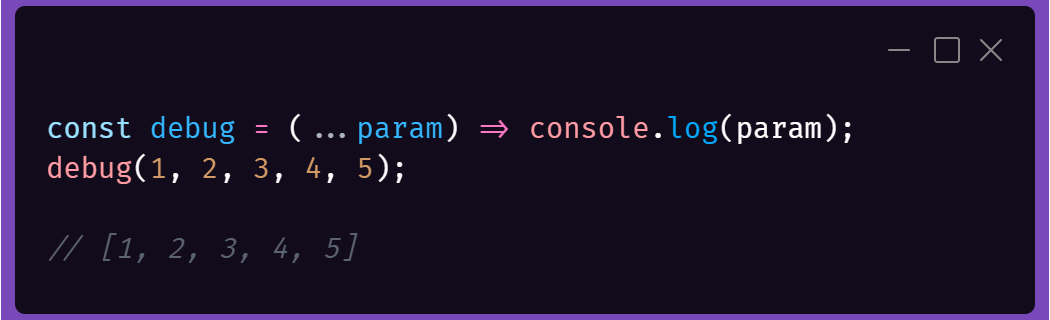 const debug = (...param) => console.log(param);
debug(1, 2, 3, 4, 5);
// [1, 2, 3, 4, 5]